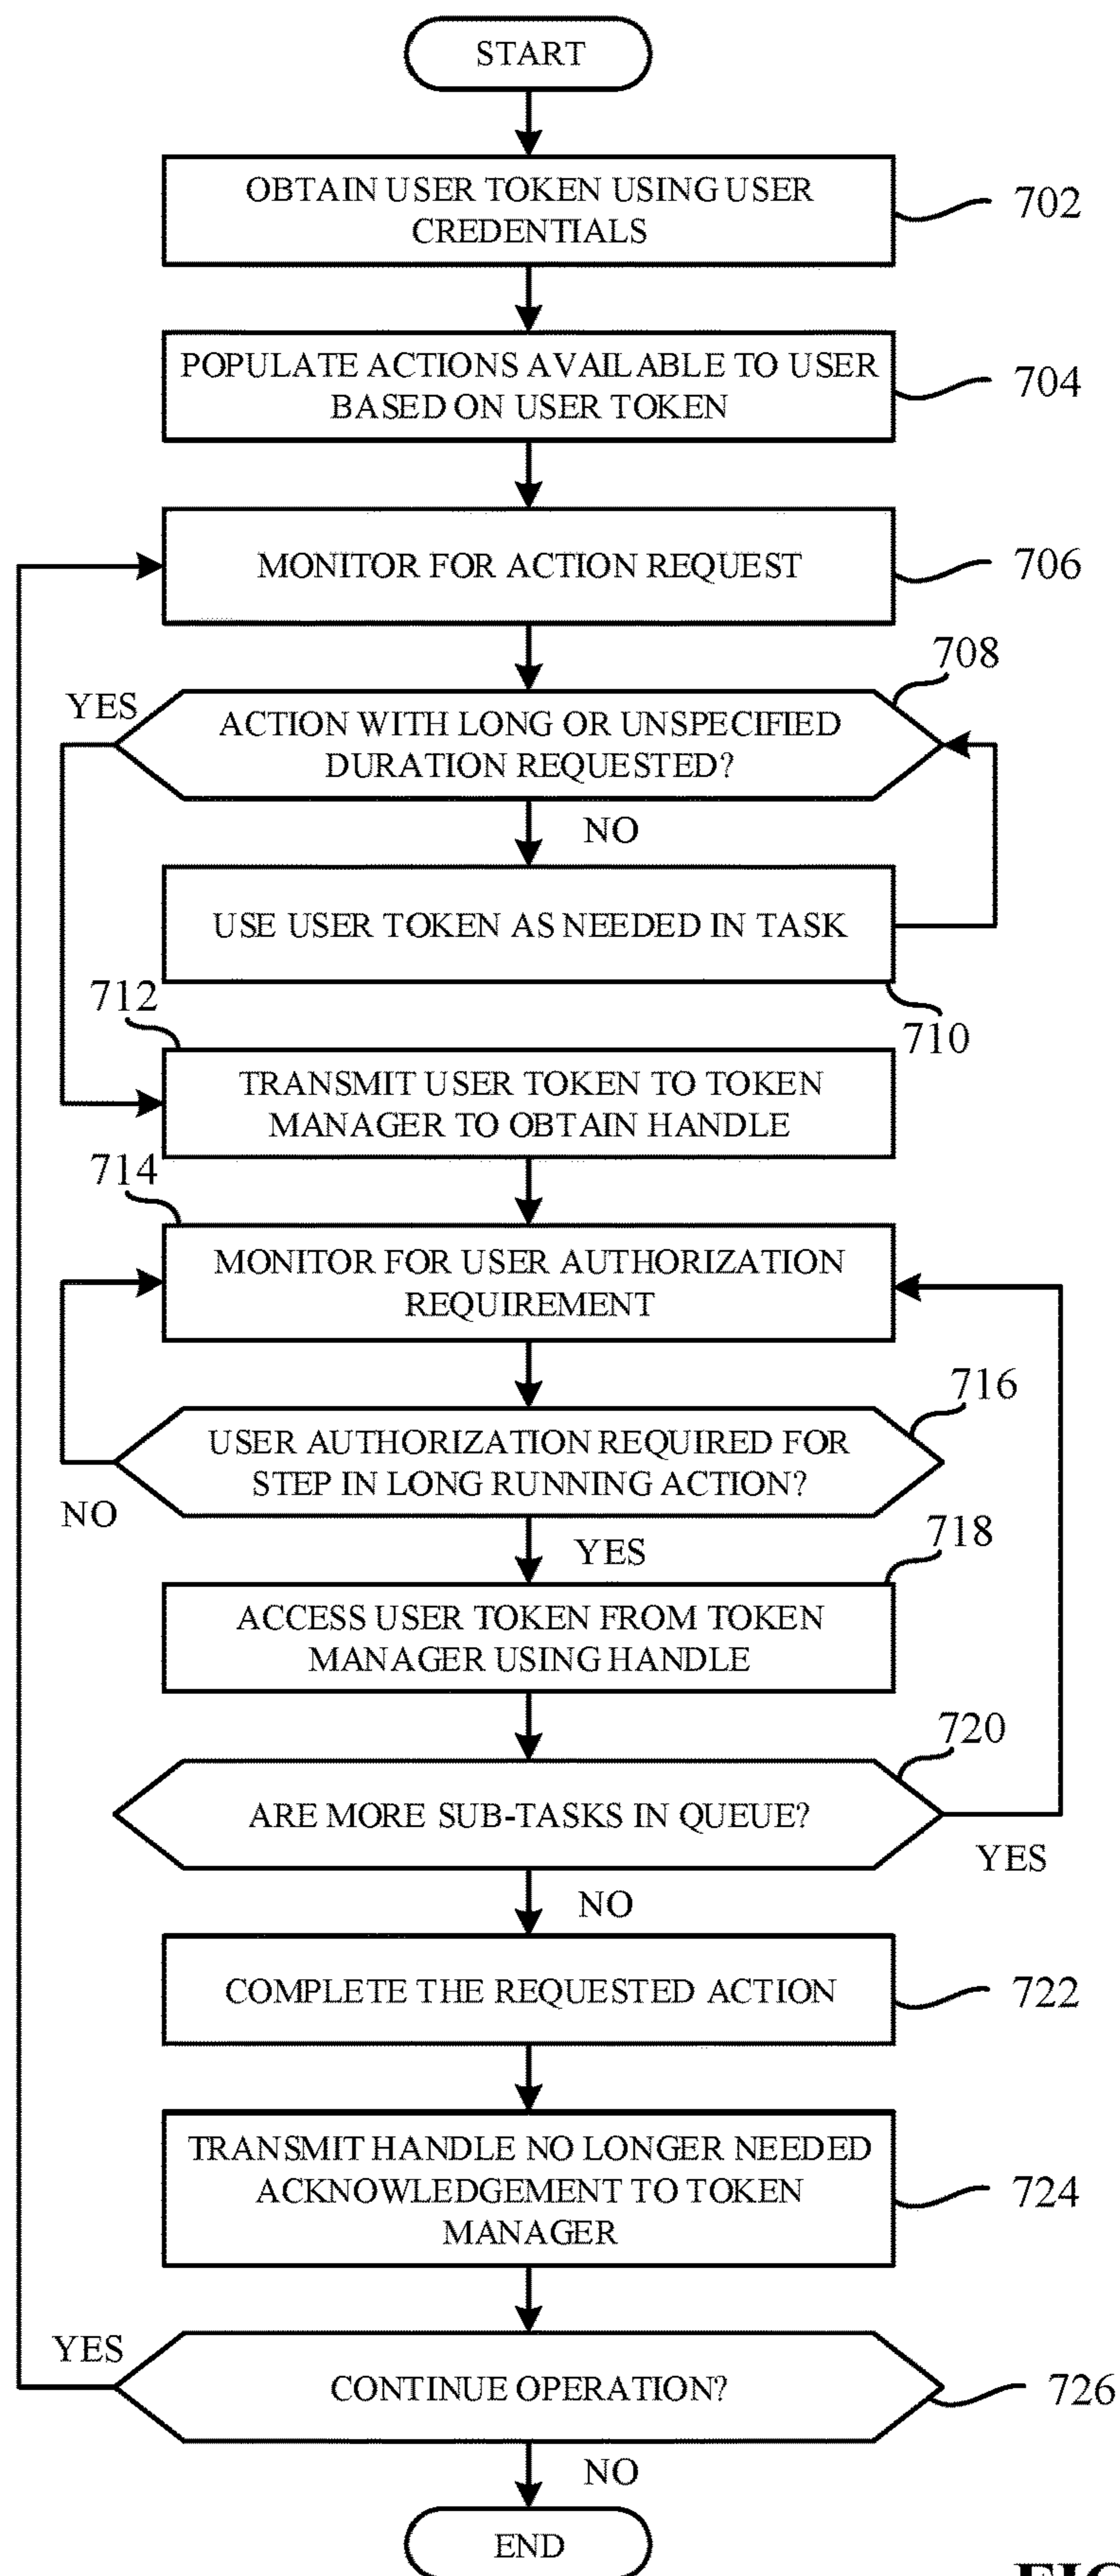 START
OBTAIN USER TOKEN USING USER
CREDENTIALS
702
POPULATE ACTIONS AVAILABLE TO USER
BASED ON USER TOKEN
704
MONITOR FOR ACTION REQUEST
706
708
YES
ACTION WITH LONG OR UNSPECIFIED
DURATION REQUESTED?
NO
USE USER TOKEN AS NEEDED IN TASK
710
712
TRANSMIT USER TOKEN TO TOKEN
MANAGER TO OBTAIN HANDLE
714
MONITOR FOR USER AUTHORIZATION
REQUIREMENT
716
USER AUTHORIZATION REQUIRED FOR
STEP IN LONG RUNNING ACTION?
NO
YES
718
ACCESS USER TOKEN FROM TOKEN
MANAGER USING HANDLE
720
ARE MORE SUB-TASKS IN QUEUE?
YES
NO
COMPLETE THE REQUESTED ACTION
722
TRANSMIT HANDLE NO LONGER NEEDED
ACKNOWLEDGEMENT TO TOKEN
MANAGER
724
YES
CONTINUE OPERATION?
726
NO
END